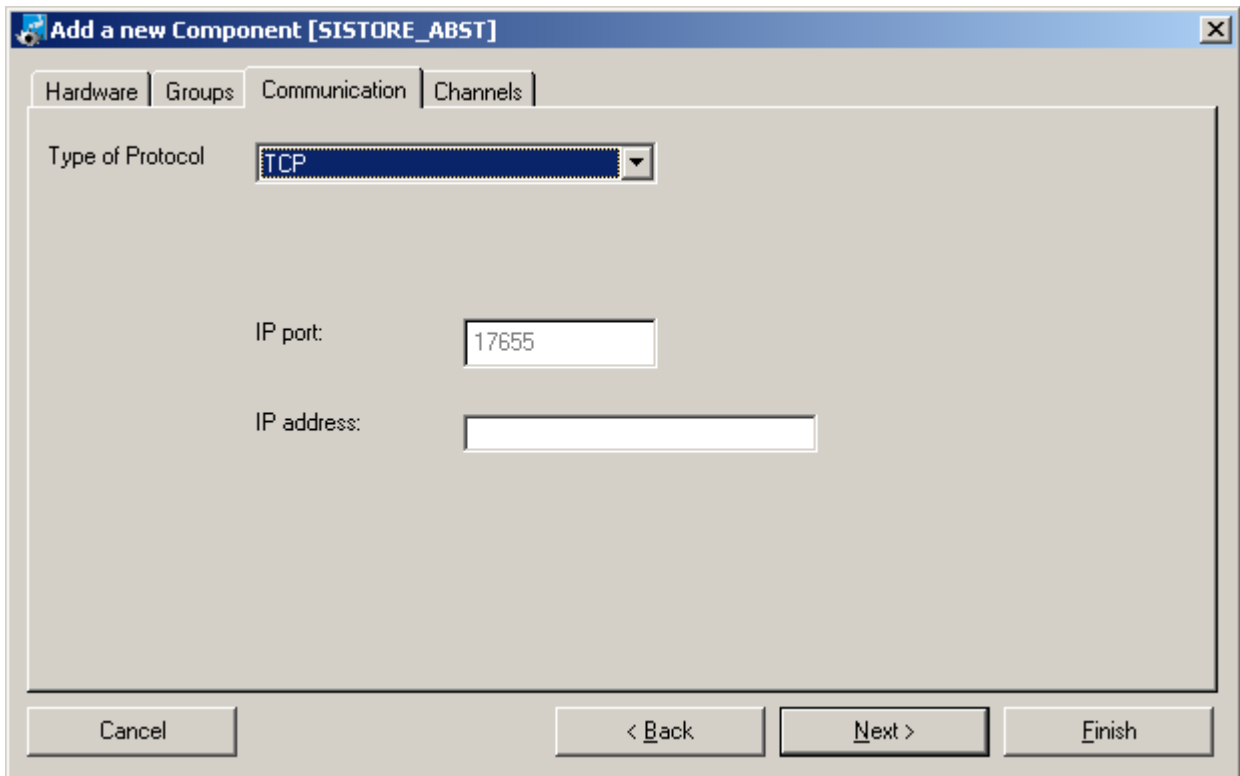 Add a new Component [SISTORE_ABST]
Hardware Groups Communication Channels
Type of Protocol TCP
IP port: 17655
IP address:
Cancel < Back Next > Finish